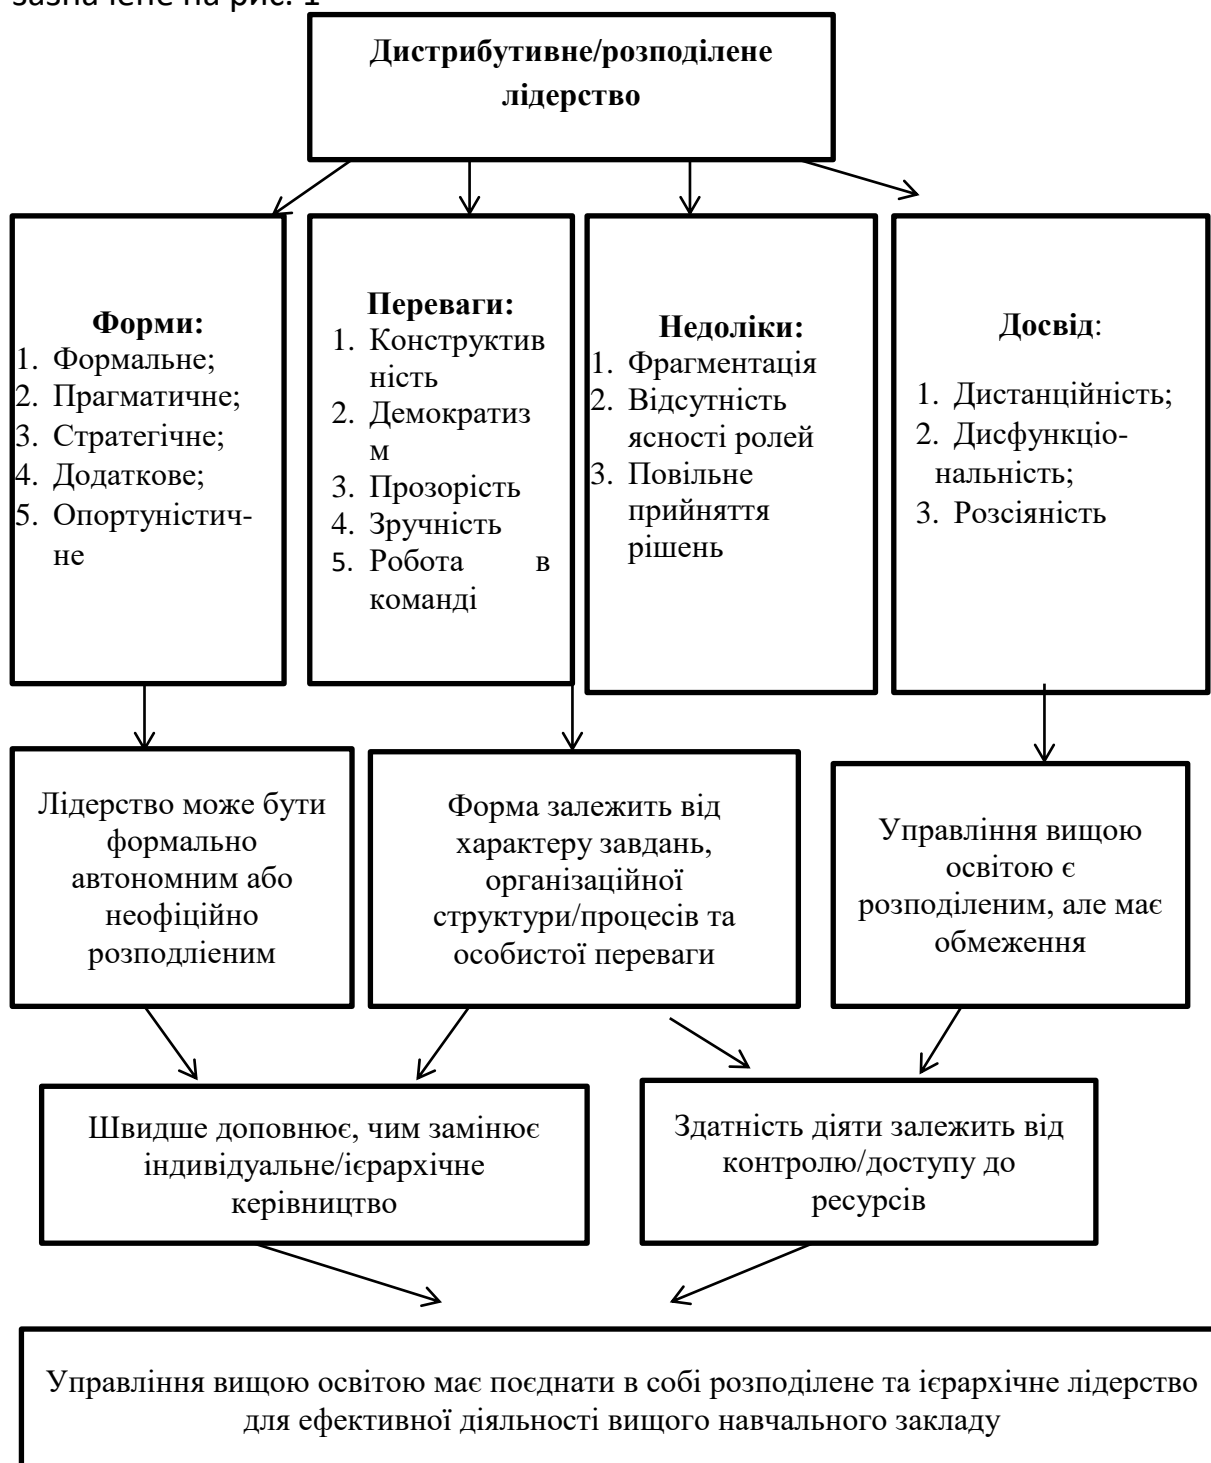 зазначене на рис. 1
Дистрибутивне/розподілене
лідерство
Форми:
1. Формальне;
2. Прагматичне;
3. Стратегічне;
4. Додаткове;
5. Опортуністич-
не
Переваги:
1. Конструктив
ність
2. Демократиз
м
3. Прозорість
4. Зручність
5. Робота в
команді
Недоліки:
1. Фрагментація
2. Відсутність
ясності ролей
3. Повільне
прийняття
рішень
Досвід:
1. Дистанційність;
2. Дисфункціо-
нальність;
3. Розсіяність
Лідерство може бути
формально
автономним або
неофіційно
розподліеним
Форма залежить від
характеру завдань,
організаційної
структури/процесів та
особистої переваги
Управління вищою
освітою є
розподіленим, але має
обмеження
Швидше доповнює, чим замінює
індивідуальне/ієрархічне
керівництво
Здатність діяти залежить від
контролю/доступу до
ресурсів
Управління вищою освітою має поєднати в собі розподілене та ієрархічне лідерство
для ефективної діяльності вищого навчального закладу